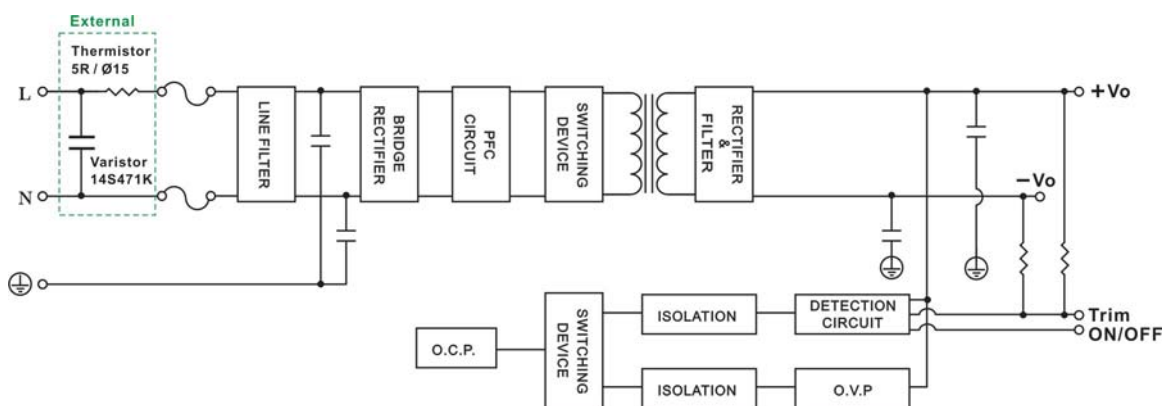 External
Thermistor
5R / Ø15
L
Varistor
14S471K
N
LINE FILTER
BRIDGE
RECTIFIER
PFC
CIRCUIT
SWITCHING
DEVICE
RECTIFIER
&
FILTER
+Vo
−Vo
O.C.P.
SWITCHING
DEVICE
ISOLATION
DETECTION
CIRCUIT
Trim
ON/OFF
ISOLATION
O.V.P